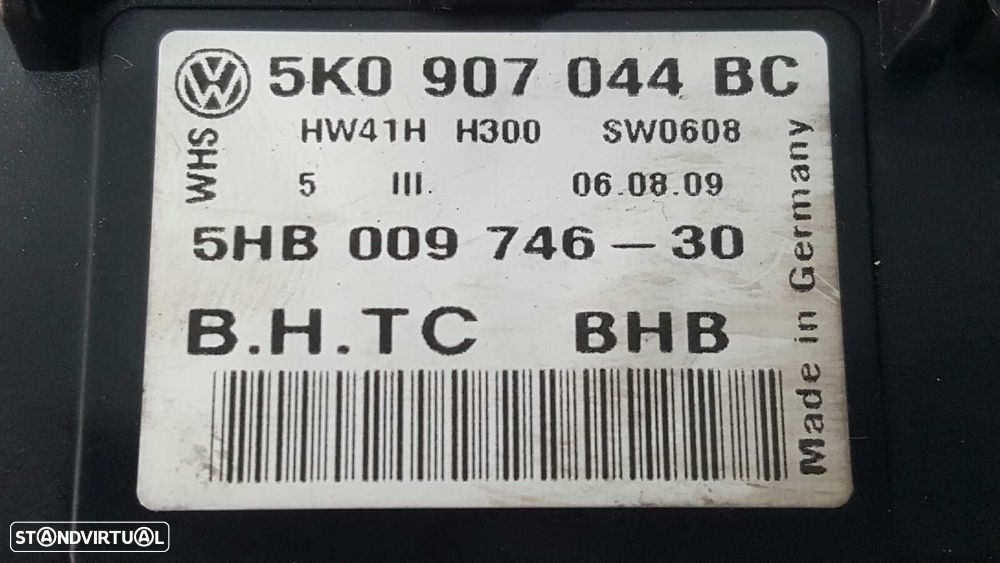 5K0 907 044 BC
HW41H H300 SW0608
5 III. 06.08.09
WHS
5HB 009 746-30
B.H.TC BHB
Made in Germany
STANDVIRTUAL